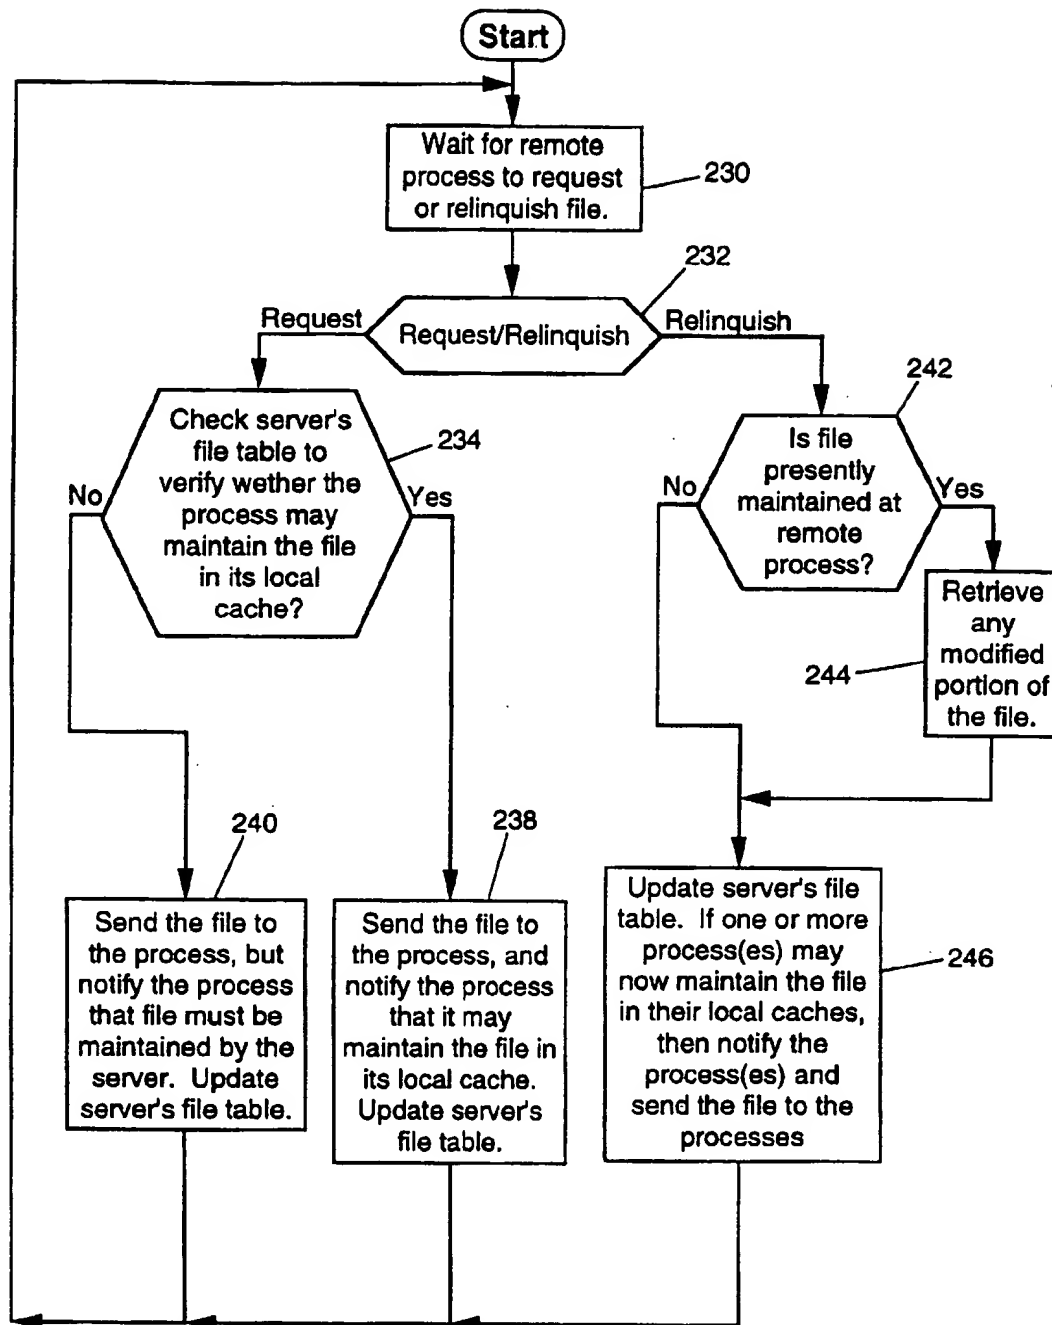 Start
Wait for remote
process to request
or relinquish file.
230
232
Request
Request/Relinquish
Relinquish
242
Check server's
file table to
verify wether the
process may
maintain the file
in its local
cache?
234
No
Yes
Is file
presently
maintained at
remote
process?
No
Yes
Retrieve
any
modified
portion of
the file.
244
240
238
Send the file to
the process, but
notify the process
that file must be
maintained by the
server. Update
server's file table.
Send the file to
the process, and
notify the process
that it may
maintain the file in
its local cache.
Update server's
file table.
Update server's file
table. If one or more
process(es) may
now maintain the file
in their local caches,
then notify the
process(es) and
send the file to the
processes
246